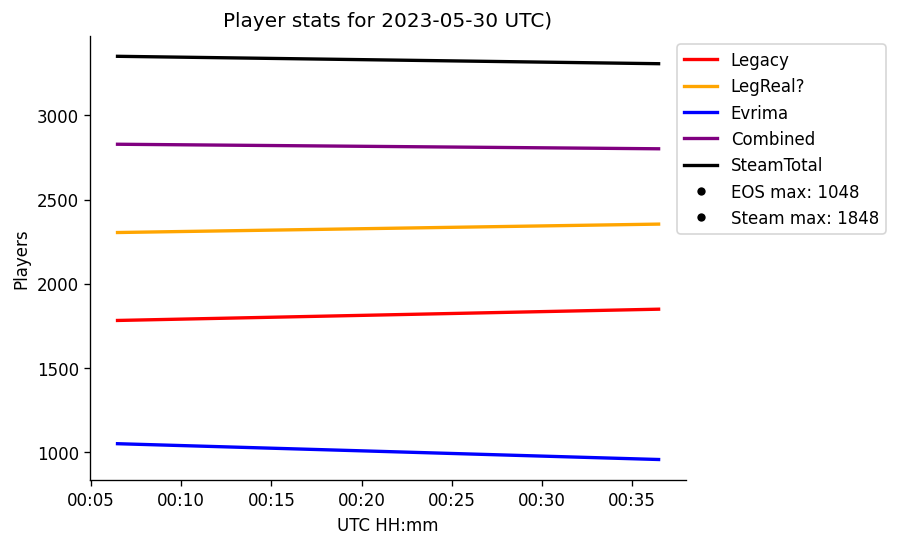 Player stats for 2023-05-30 UTC)
Legacy
LegReal?
Evrima
Combined
SteamTotal
EOS max: 1048
Steam max: 1848
Players
3000
2500
2000
1500
1000
00:05 00:10 00:15 00:20 00:25 00:30 00:35
UTC HH:mm